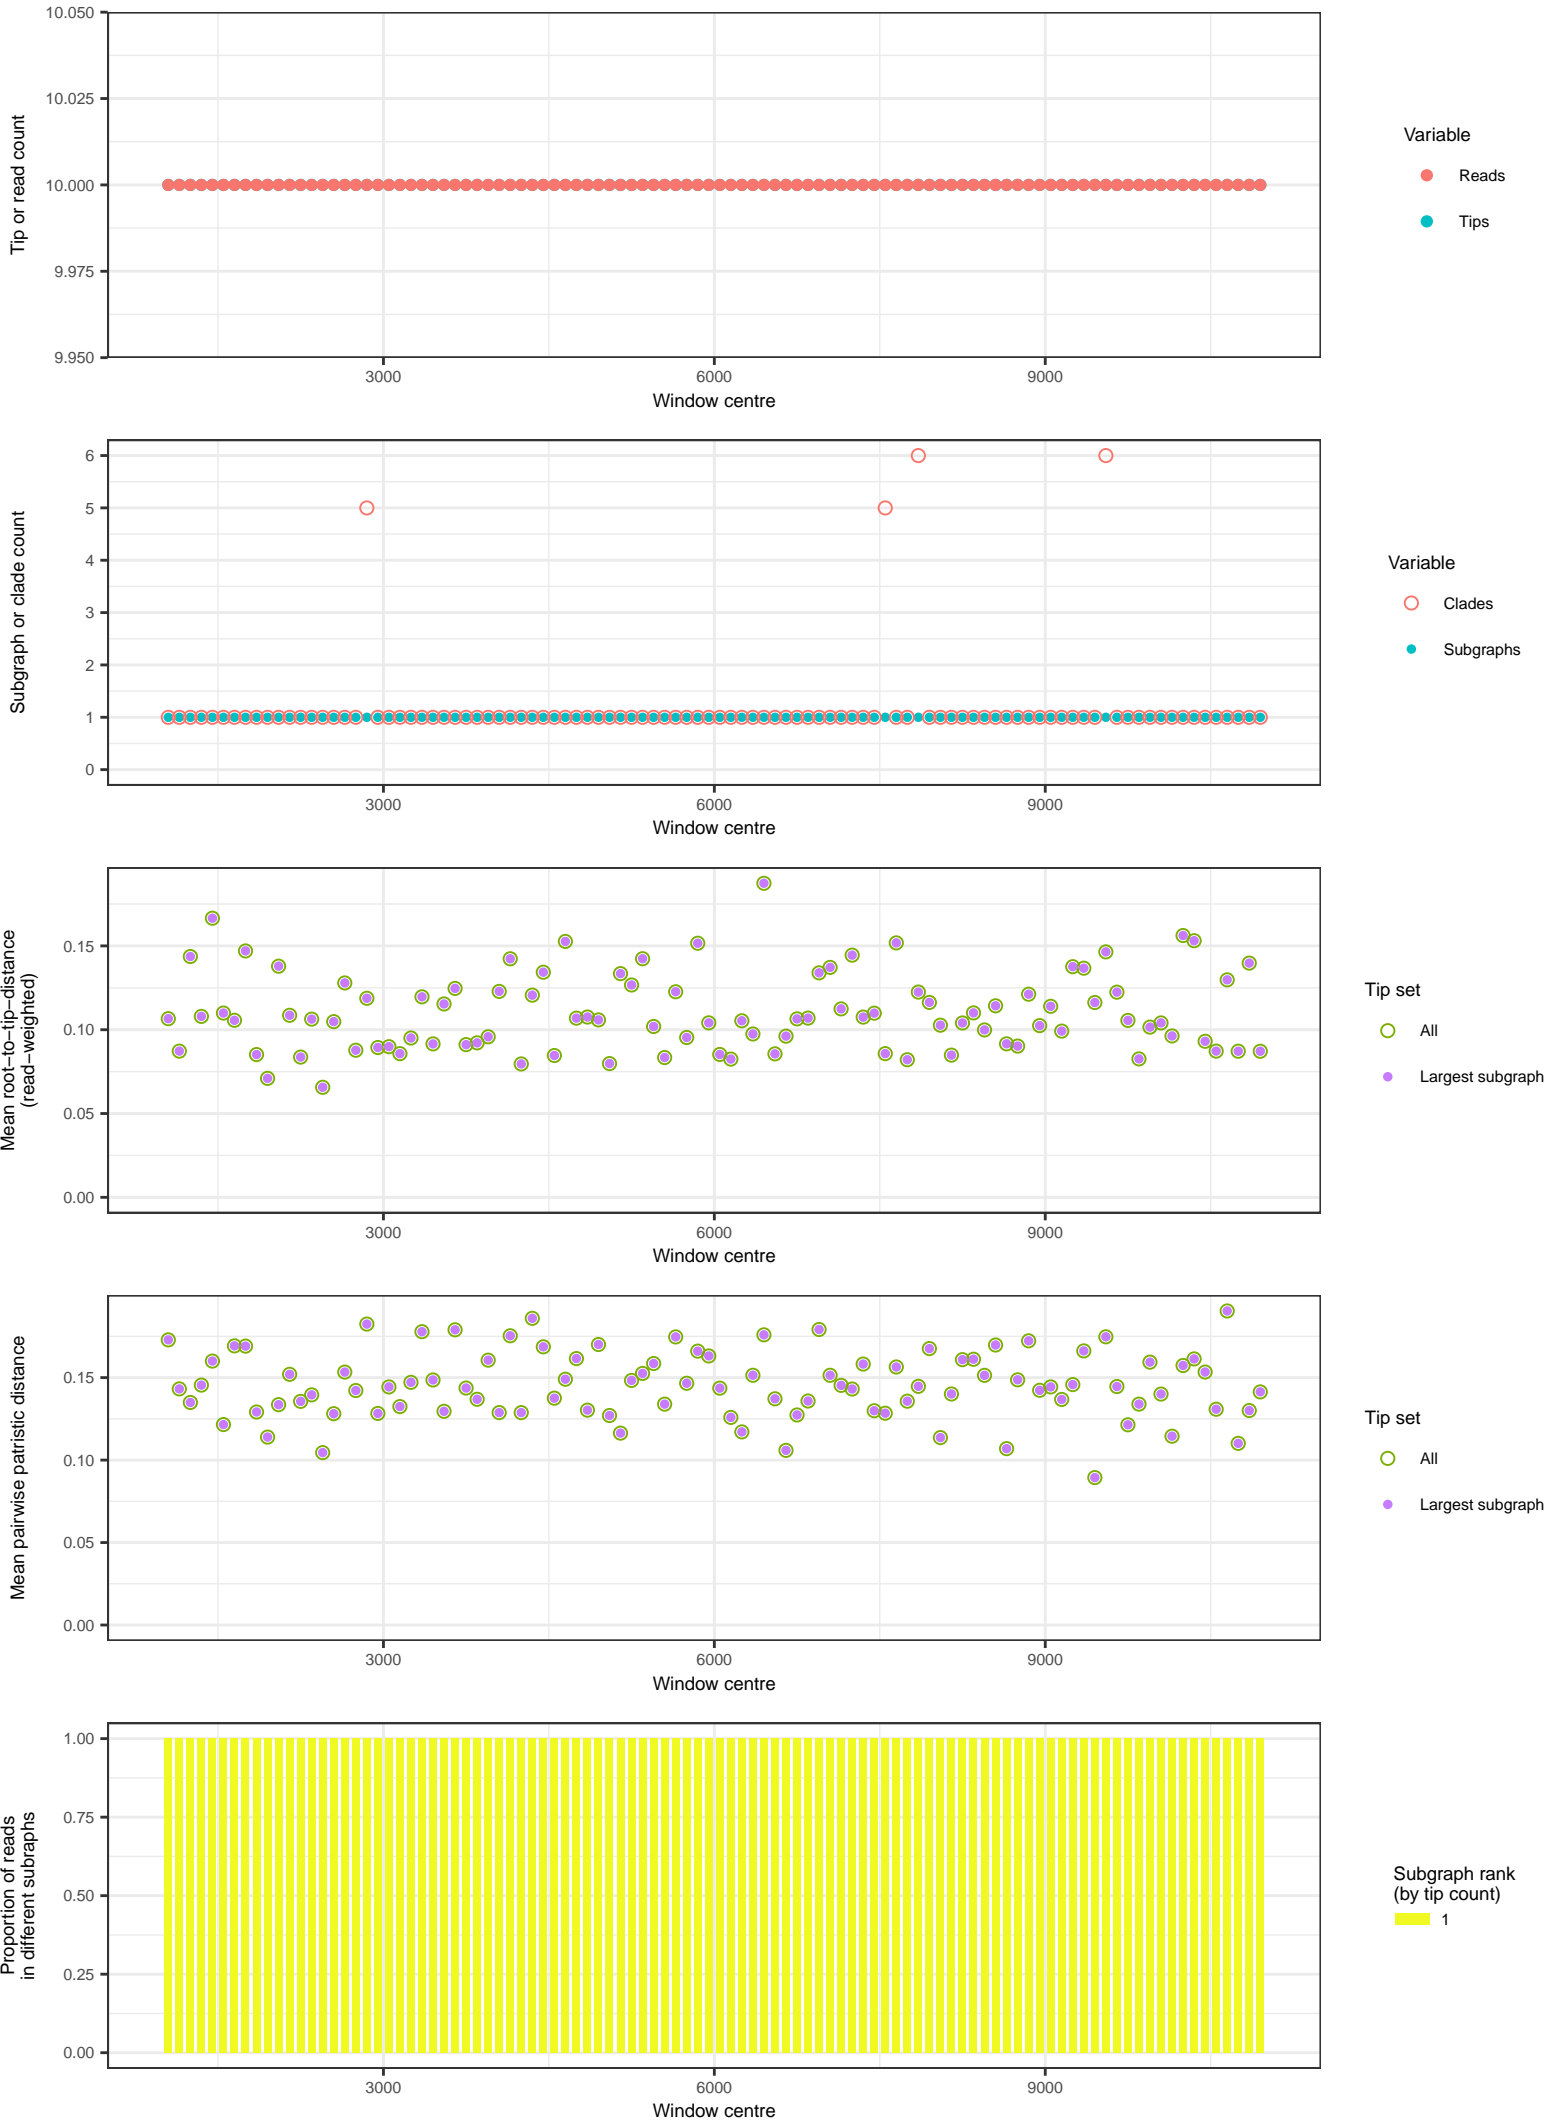 10.050
10.025
10.000
9.975
9.950
Tip or read count
3000 6000 9000
Window centre
Variable
Reads
Tips
6
5
4
3
2
1
0
Subgraph or clade count
3000 6000 9000
Window centre
Variable
Clades
Subgraphs
0.15
0.10
0.05
0.00
Mean root−to−tip−distance
(read−weighted)
3000 6000 9000
Window centre
Tip set
All
Largest subgraph
0.15
0.10
0.05
0.00
Mean pairwise patristic distance
3000 6000 9000
Window centre
Tip set
All
Largest subgraph
1.00
0.75
0.50
0.25
0.00
Proportion of reads
in different subraphs
3000 6000 9000
Window centre
Subgraph rank
(by tip count)
1